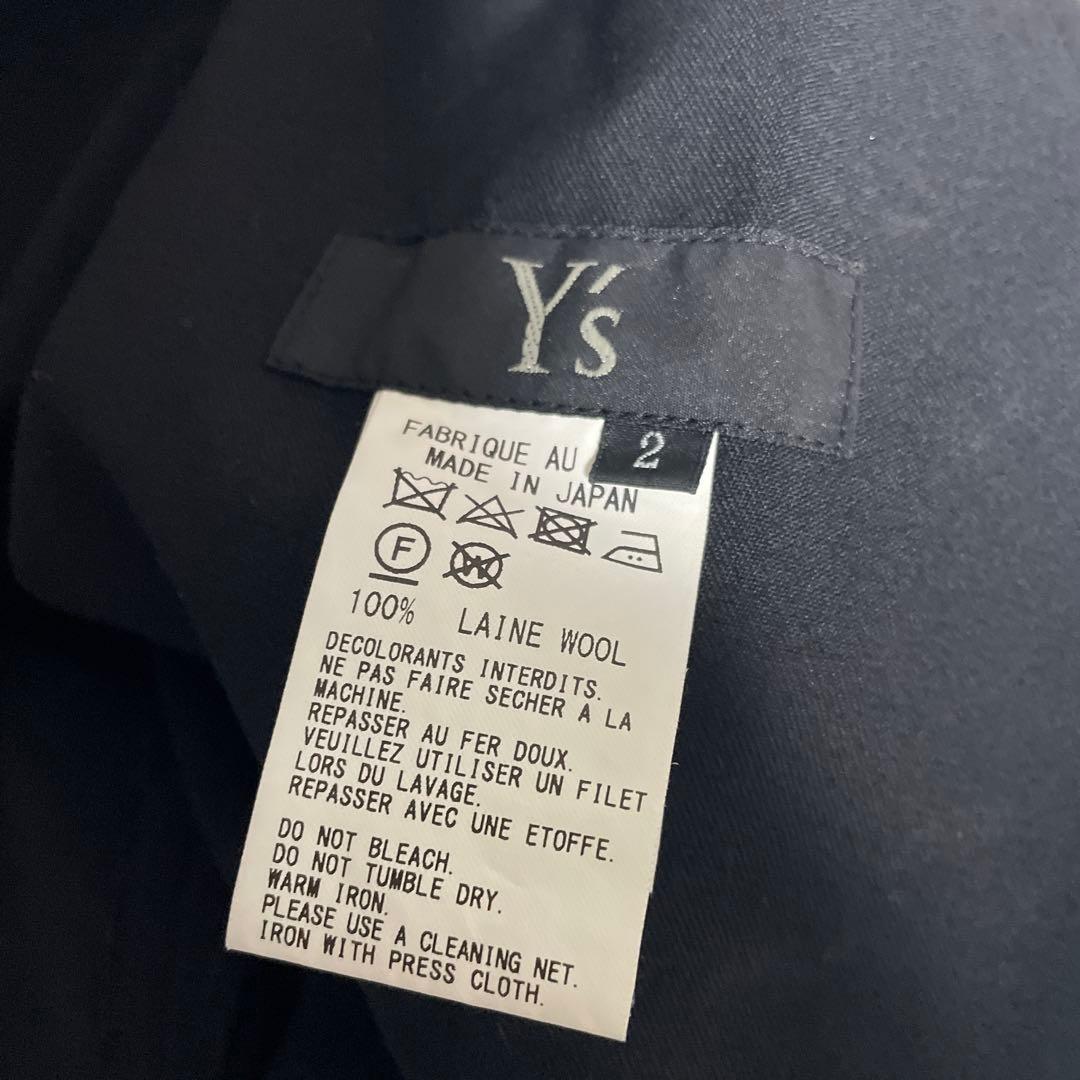 Y's
2
FABRIQUE AU
MADE IN JAPAN
F
W
100% LAINE WOOL
DECOLORANTS INTERDITS.
NE PAS FAIRE SECHER A LA
MACHINE.
REPASSER AU FER DOUX.
VEUILLEZ UTILISER UN FILET
LORS DU LAVAGE.
REPASSER AVEC UNE ETOFFE.
DO NOT BLEACH.
DO NOT TUMBLE DRY.
WARM IRON.
PLEASE USE A CLEANING NET.
IRON WITH PRESS CLOTH.